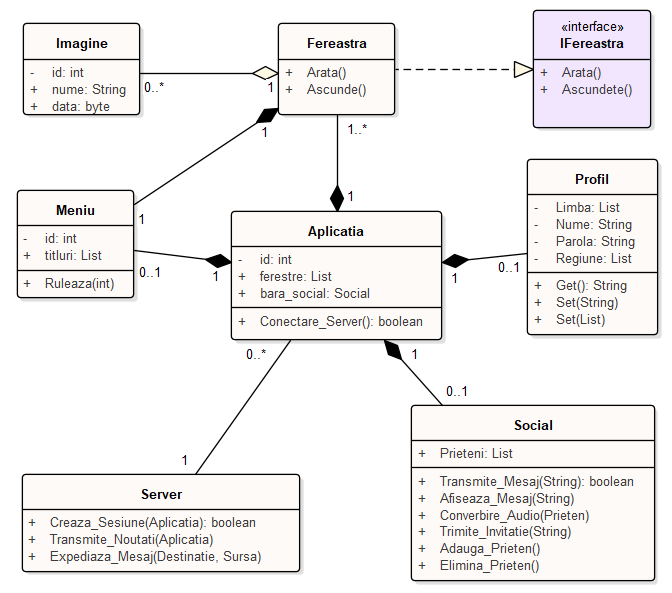 Imagine
- id: int
+ nume: String
+ data: byte
Fereastra
+ Arata()
+ Ascunde()
«interface»
IFereastra
+ Arata()
+ Ascundete()
0..*
1
1
1..*
1
Meniu
- id: int
+ titluri: List
+ Ruleaza(int)
0..1
1
1
Aplicatia
- id: int
+ ferestre: List
+ bara_social: Social
+ Conectare_Server(): boolean
1
0..1
Profil
- Limba: List
- Nume: String
- Parola: String
- Regiune: List
+ Get(): String
+ Set(String)
+ Set(List)
0..*
1
1
0..1
Server
+ Creaza_Sesiune(Aplicatia): boolean
+ Transmite_Noutati(Aplicatia)
+ Expediaza_Mesaj(Destinatie, Sursa)
Social
+ Prieteni: List
+ Transmite_Mesaj(String): boolean
+ Afiseaza_Mesaj(String)
+ Converbire_Audio(Prieten)
+ Trimite_Invitatie(String)
+ Adauga_Prieten()
+ Elimina_Prieten()